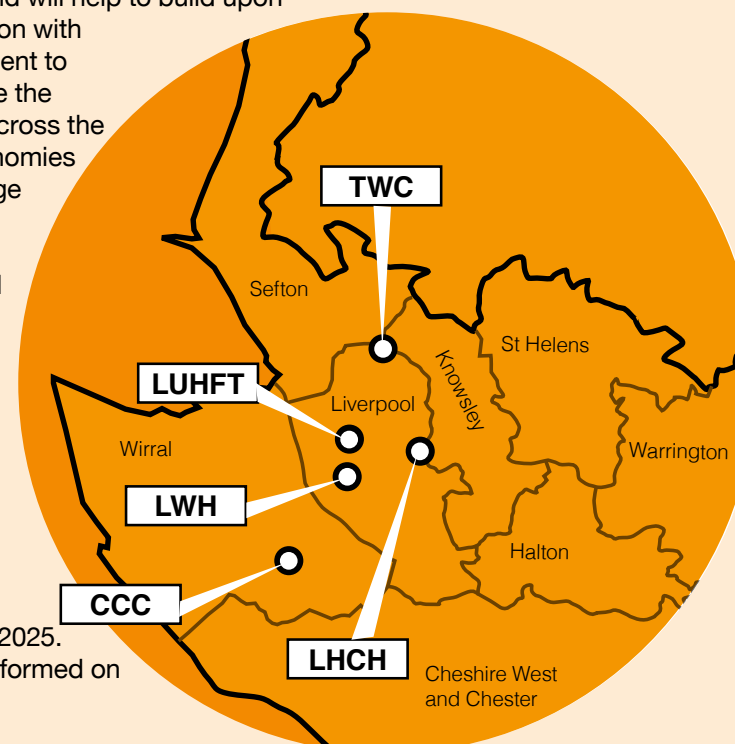 nd will help to build upon
on with
ent to
e the
cross the
nomies
ge
TWC
Sefton
St Helens
Knowsley
LUHFT
Liverpool
Wirral
Warrington
LWH
Halton
CCC
2025.
LHCH
formed on
Cheshire West
and Chester